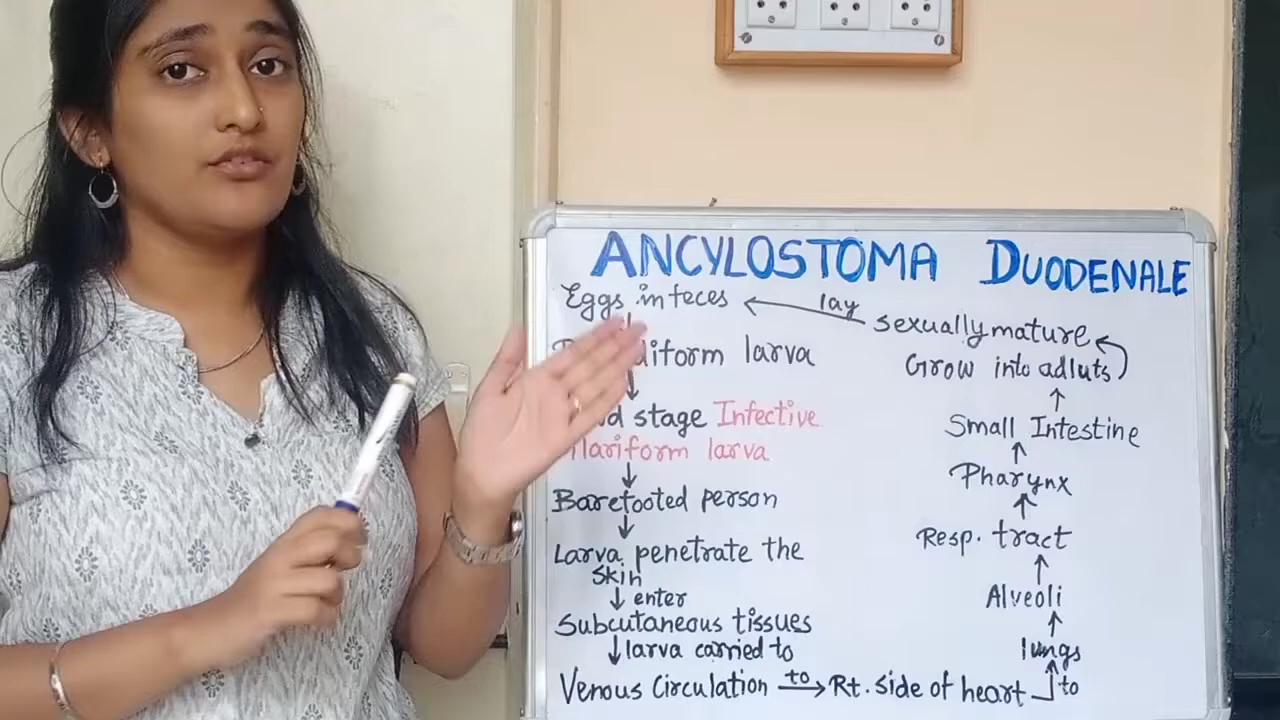 ANCYLOSTOMA DUODENALE
Eggs in feces ← lay
diform larva
stage Infective
lariform larva
↓
Barefooted person
↓
Larva penetrate the
skin
↓ enter
Subcutaneous tissues
↓ larva carried to
Venous Circulation to→ Rt. side of heart to
lungs
↑
Alveoli
↑
Resp. tract
↑
Pharynx
↑
Small Intestine
↑
Grow into adluts
sexually mature